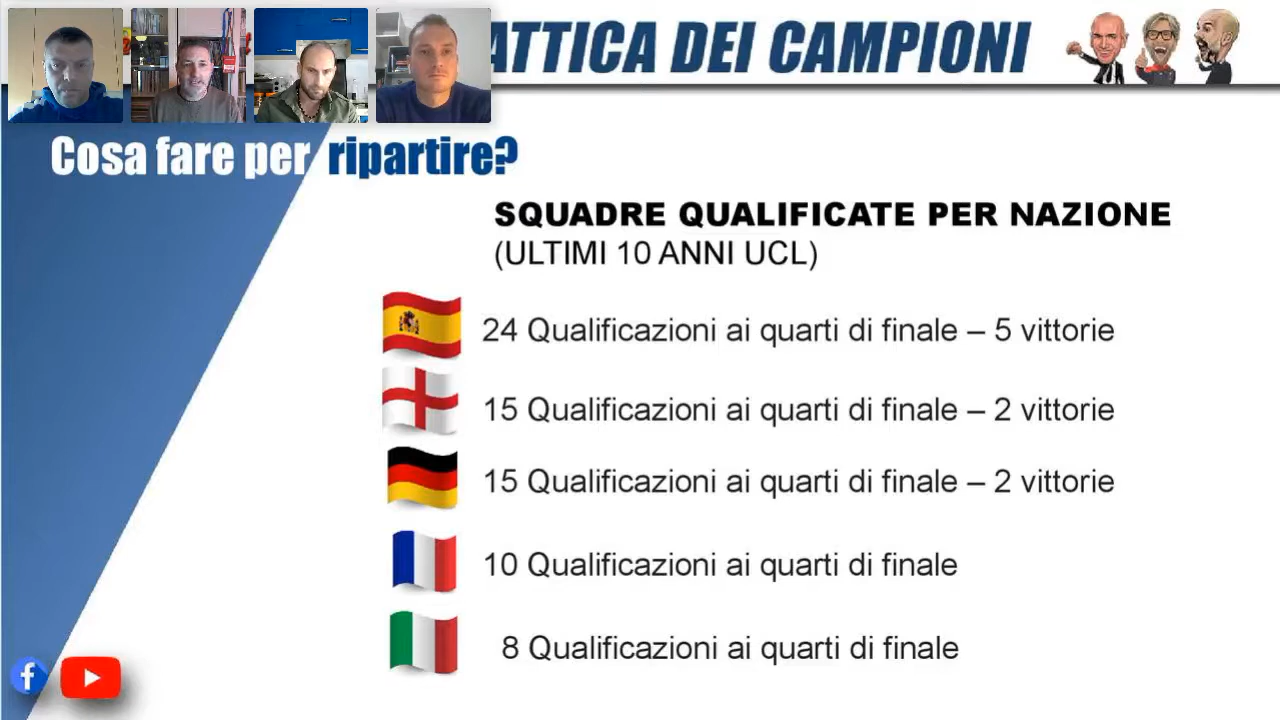 ATTICA DEI CAMPIONI
Cosa fare per ripartire?
SQUADRE QUALIFICATE PER NAZIONE
(ULTIMI 10 ANNI UCL)
24 Qualificazioni ai quarti di finale – 5 vittorie
15 Qualificazioni ai quarti di finale – 2 vittorie
15 Qualificazioni ai quarti di finale – 2 vittorie
10 Qualificazioni ai quarti di finale
8 Qualificazioni ai quarti di finale